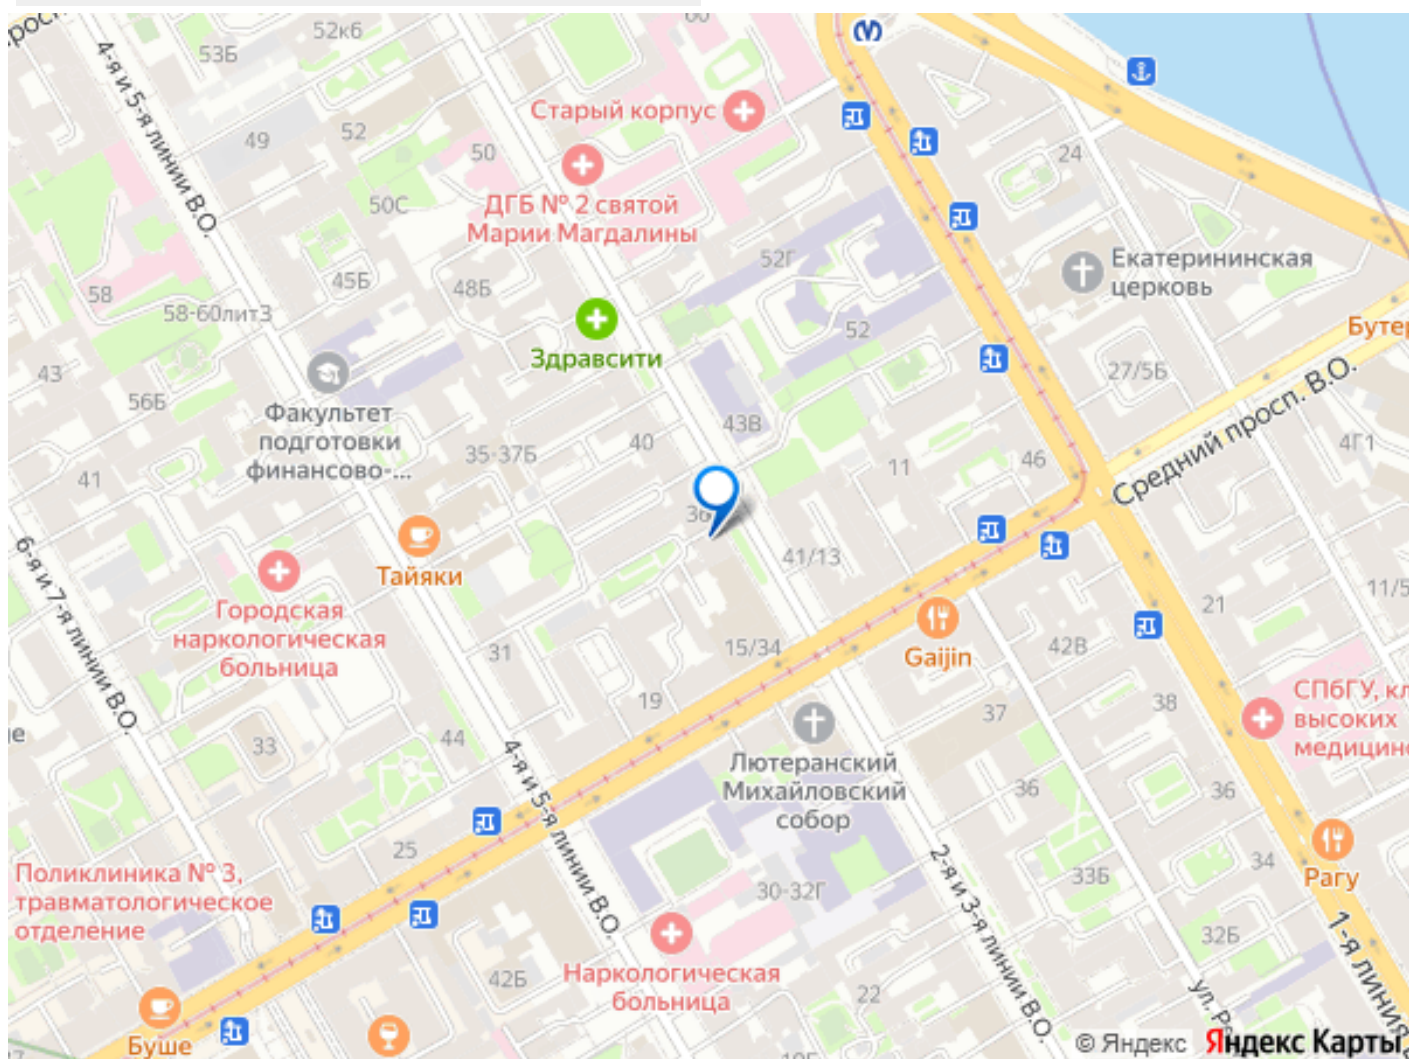 52к6
60
53Б
4-я и 5-я линии В.О.
49
52
50
Старый корпус
24
50С
ДГБ № 2 святой
Марии Магдалины
52Г
Екатерининская
церковь
58
45Б
48Б
58-60лит3
52
Здравсити
27/5Б
43
56Б
Факультет
подготовки
финансово-...
43В
40
35-37Б
41
11
46
Средний просп. В.О.
4Г1
6-я и 7-я линии В.О.
Тайяки
41/13
Городская
наркологическая
больница
31
15/34
Gaijin
42В
21
19
44
33
37
38
4-я и 5-я линии В.О.
Лютеранский
Михайловский
собор
36
36
25
Поликлиника № 3,
травматологическое
отделение
30-32Г
2-я и 3-я линии В.О.
33Б
34
Рагу
Наркологическая
больница
42Б
22
32Б
1-я линия
ул.
Буше
© Яндекс Яндекс Карты